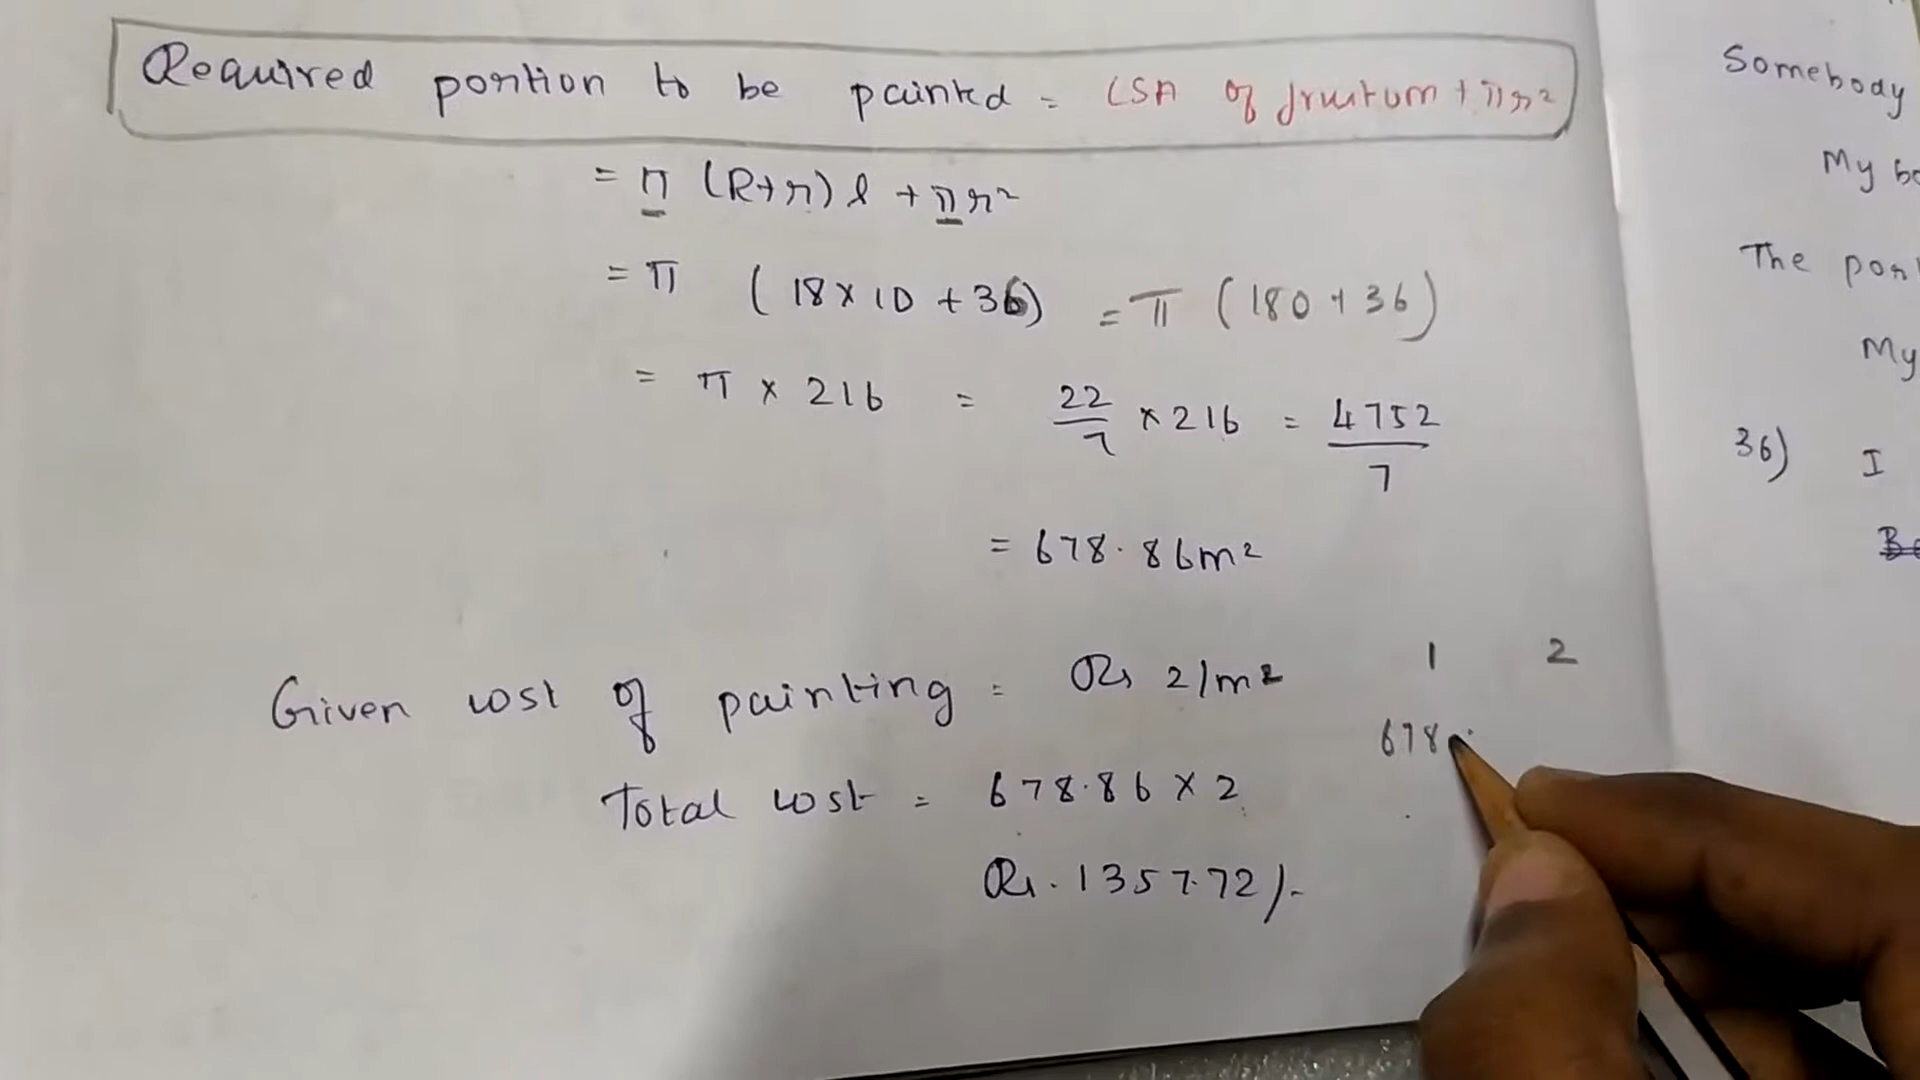 Required portion to be painted = CSA of frustum + πr²
= π (R+r) l + πr²
= π (18 × 10 + 36) = π (180 + 36)
= π × 216 = 22/7 × 216 = 4752/7
= 678.86m²
Given cost of painting = Rs 2/m² 1 2
678.
Total cost = 678.86 × 2
Rs. 1357.72/-
Somebody
My
The
My
36) I